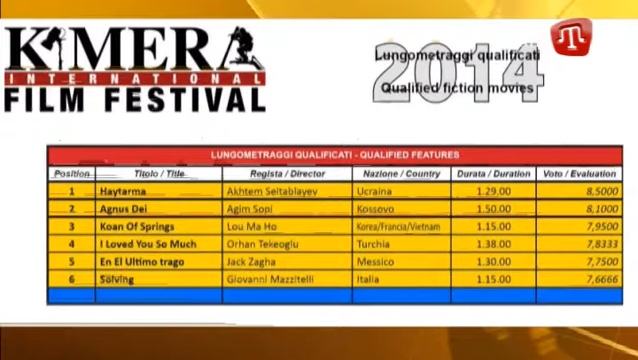 KIMERA
INTERNATIONAL
FILM FESTIVAL
2014
Lungometraggi qualificati
Qualified fiction movies
LUNGOMETRAGGI QUALIFICATI - QUALIFIED FEATURES
Position Titolo / Title Regista / Director Nazione / Country Durata / Duration Voto / Evaluation
1 Haytarma Akhtem Seltablayev Ucraina 1.29.00 8,5000
2 Agnus Dei Agim Sopi Kossovo 1.50.00 8,1000
3 Koan Of Springs Lou Ma Ho Korea/Francia/Vietnam 1.15.00 7,9500
4 I Loved You So Much Orhan Tekeoglu Turchia 1.38.00 7,8333
5 En El Ultimo trago Jack Zagha Messico 1.30.00 7,7500
6 Solving Giovanni Mazzitelli Italia 1.15.00 7,6666